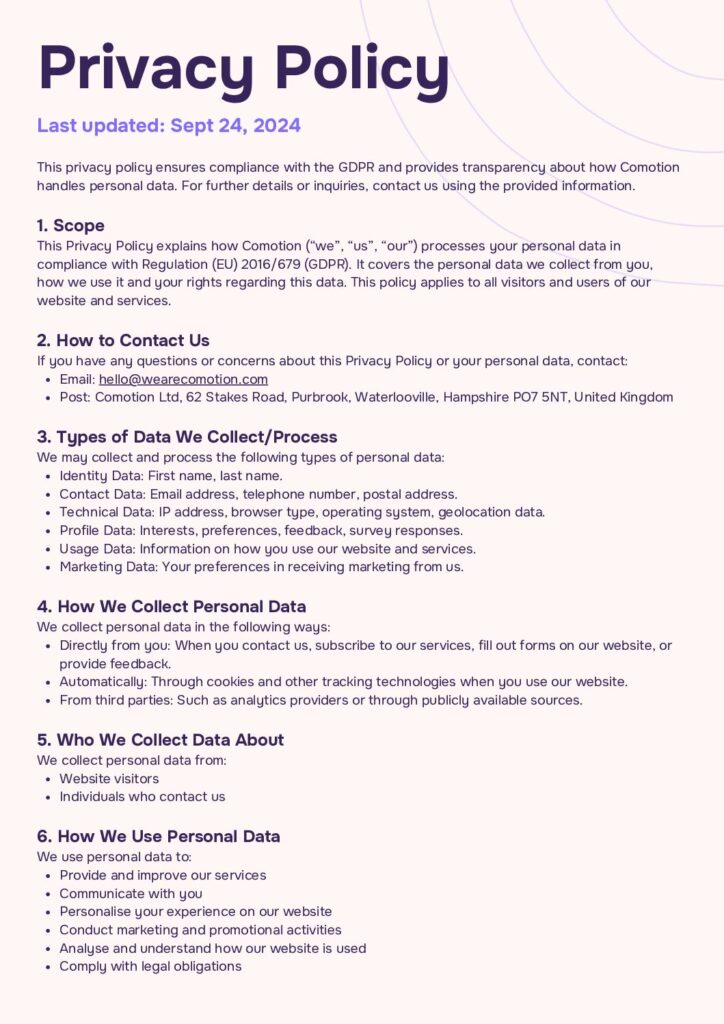 Privacy Policy
Last updated: Sept 24, 2024
This privacy policy ensures compliance with the GDPR and provides transparency about how Comotion
handles personal data. For further details or inquiries, contact us using the provided information.
1. Scope
This Privacy Policy explains how Comotion (“we”, “us”, “our”) processes your personal data in
compliance with Regulation (EU) 2016/679 (GDPR). It covers the personal data we collect from you,
how we use it and your rights regarding this data. This policy applies to all visitors and users of our
website and services.
2. How to Contact Us
If you have any questions or concerns about this Privacy Policy or your personal data, contact:
• Email: hello@wearecomotion.com
• Post: Comotion Ltd, 62 Stakes Road, Purbrook, Waterlooville, Hampshire PO7 5NT, United Kingdom
3. Types of Data We Collect/Process
We may collect and process the following types of personal data:
• Identity Data: First name, last name.
• Contact Data: Email address, telephone number, postal address.
• Technical Data: IP address, browser type, operating system, geolocation data.
• Profile Data: Interests, preferences, feedback, survey responses.
• Usage Data: Information on how you use our website and services.
• Marketing Data: Your preferences in receiving marketing from us.
4. How We Collect Personal Data
We collect personal data in the following ways:
• Directly from you: When you contact us, subscribe to our services, fill out forms on our website, or
provide feedback.
• Automatically: Through cookies and other tracking technologies when you use our website.
• From third parties: Such as analytics providers or through publicly available sources.
5. Who We Collect Data About
We collect personal data from:
• Website visitors
• Individuals who contact us
6. How We Use Personal Data
We use personal data to:
• Provide and improve our services
• Communicate with you
• Personalise your experience on our website
• Conduct marketing and promotional activities
• Analyse and understand how our website is used
• Comply with legal obligations